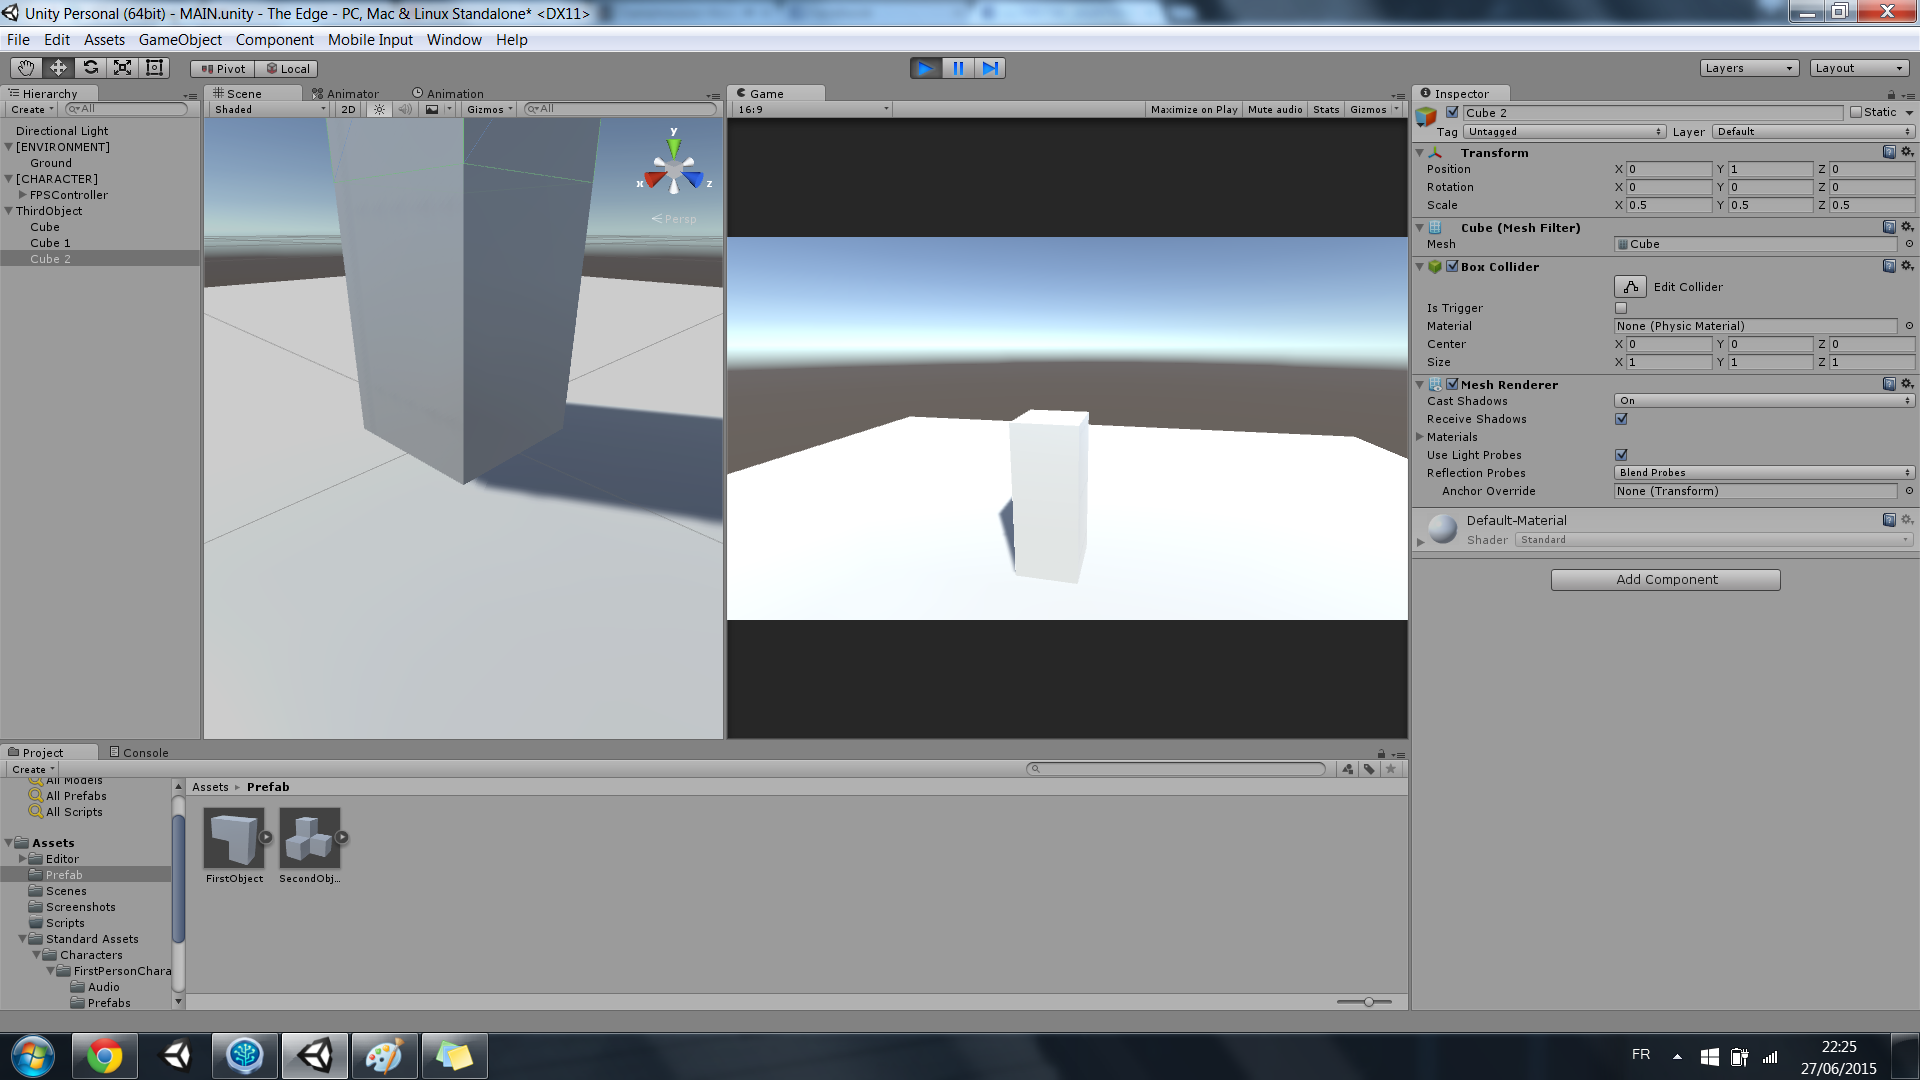 Unity Personal (64bit) - MAIN.unity - The Edge - PC, Mac & Linux Standalone* <DX11>
File Edit Assets GameObject Component Mobile Input Window Help
Pivot Local Layers Layout
Hierarchy
Create All
Directional Light
[ENVIRONMENT]
Ground
[CHARACTER]
FPSController
ThirdObject
Cube
Cube 1
Cube 2
Scene Animator Animation
Shaded 2D Gizmos All
y
x z
Persp
Game
16:9 Maximize on Play Mute audio Stats Gizmos
Inspector
Cube 2 Static
Tag Untagged Layer Default
Transform
Position X 0 Y 1 Z 0
Rotation X 0 Y 0 Z 0
Scale X 0.5 Y 0.5 Z 0.5
Cube (Mesh Filter)
Mesh Cube
Box Collider
Edit Collider
Is Trigger
Material None (Physic Material)
Center X 0 Y 0 Z 0
Size X 1 Y 1 Z 1
Mesh Renderer
Cast Shadows On
Receive Shadows
Materials
Use Light Probes
Reflection Probes Blend Probes
Anchor Override None (Transform)
Default-Material
Shader Standard
Add Component
Project Console
Create
All Models
All Prefabs
All Scripts
Assets
Editor
Prefab
Scenes
Screenshots
Scripts
Standard Assets
Characters
FirstPersonChara
Audio
Prefabs
Assets Prefab
FirstObject SecondObj...
FR
22:25
27/06/2015